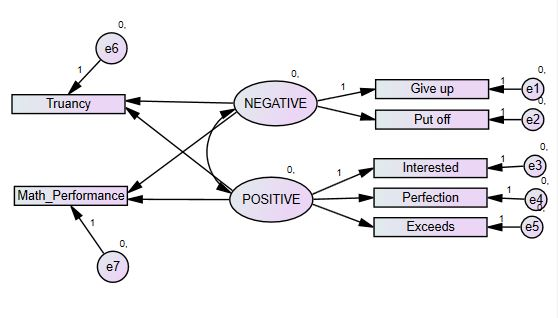 0,
e6
1
Truancy
0,
NEGATIVE
1
Give up
1
0,
e1
Put off
1
0,
e2
0,
POSITIVE
1
Interested
1
0,
e3
Perfection
1
0,
e4
Exceeds
1
0,
e5
Math_Performance
1
0,
e7